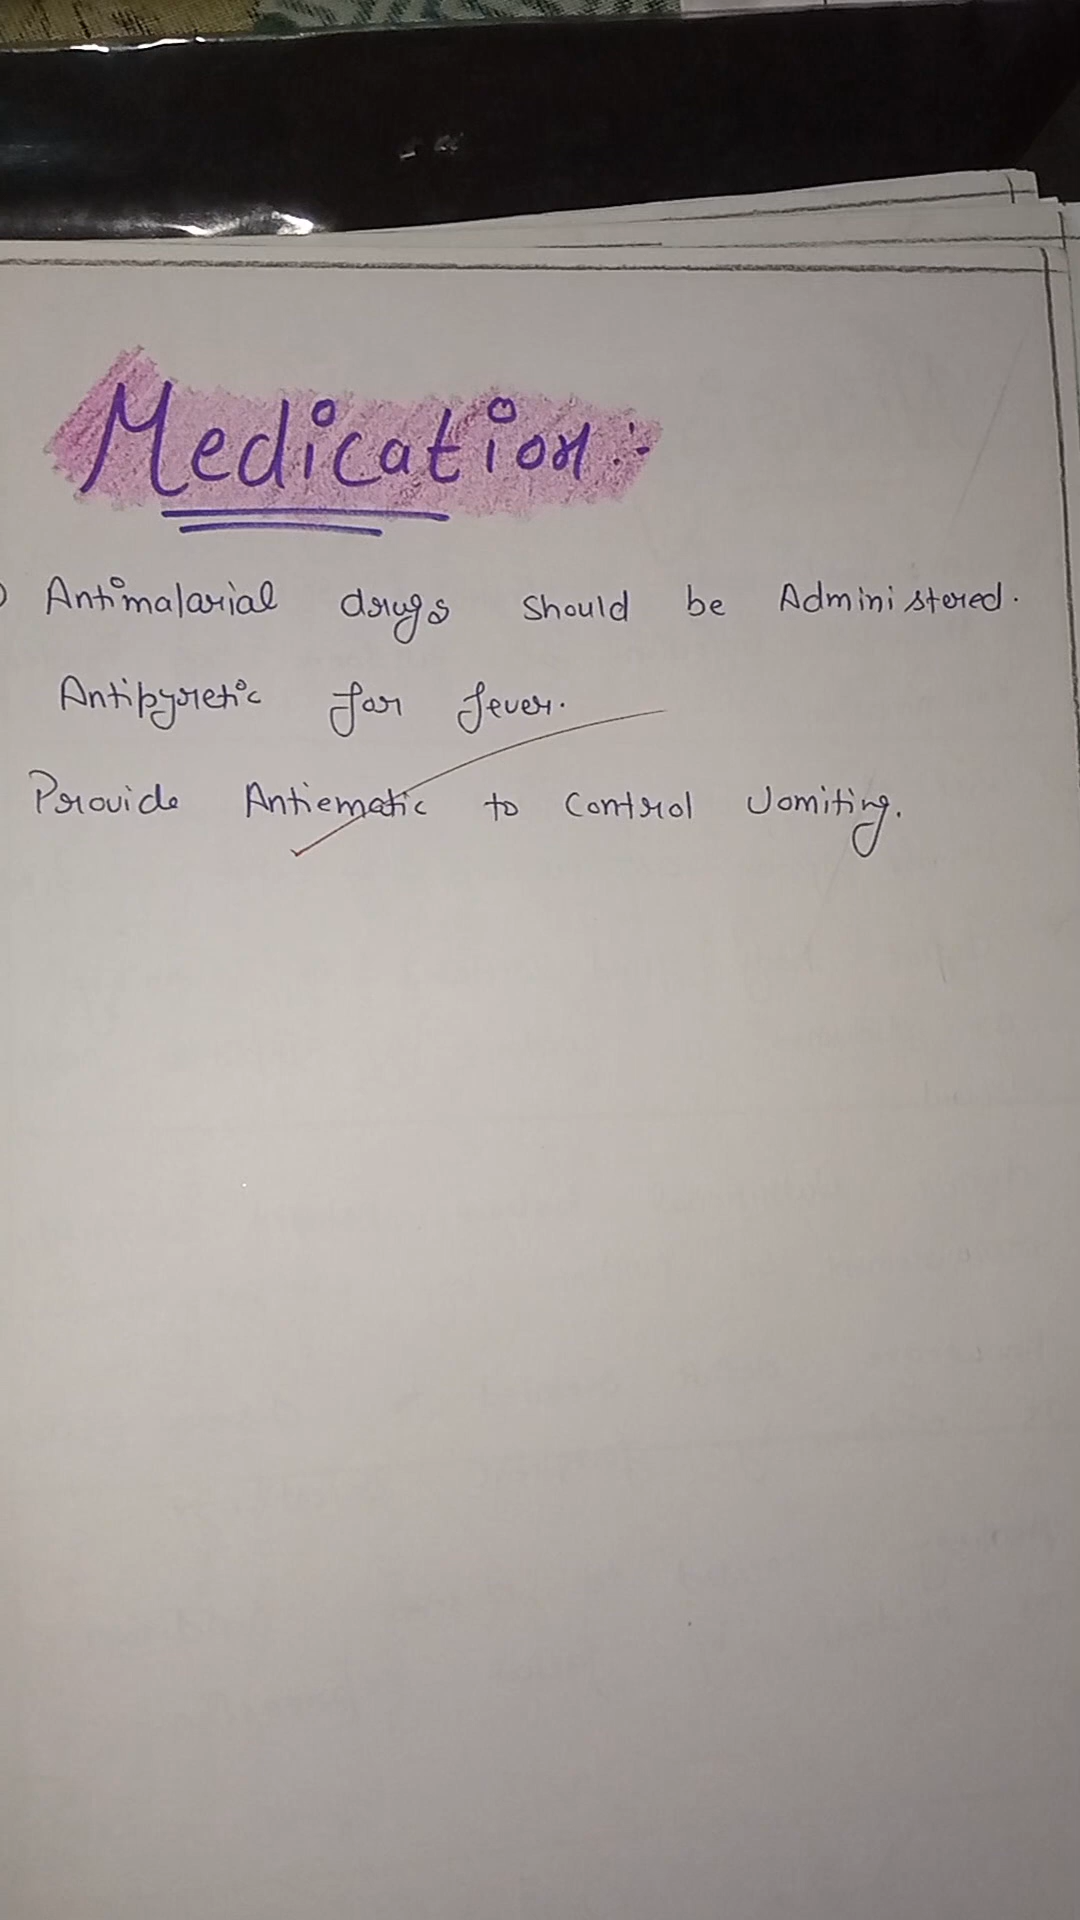 Medication :-
Antimalarial drugs should be Administered.
Antipyretic for fever.
Provide Antiematic to Control Vomiting.